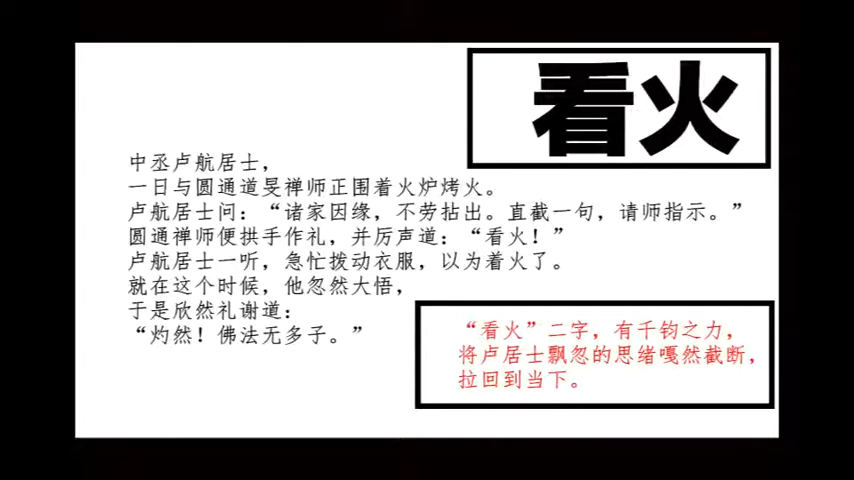 看火
中丞卢航居士，
一日与圆通道旻禅师正围着火炉烤火。
卢航居士问：“诸家因缘，不劳拈出。直截一句，请师指示。”
圆通禅师便拱手作礼，并厉声道：“看火！”
卢航居士一听，急忙拨动衣服，以为着火了。
就在这个时候，他忽然大悟，
于是欣然礼谢道：
“灼然！佛法无多子。”
“看火”二字，有千钧之力，
将卢居士飘忽的思绪嘎然截断，
拉回到当下。